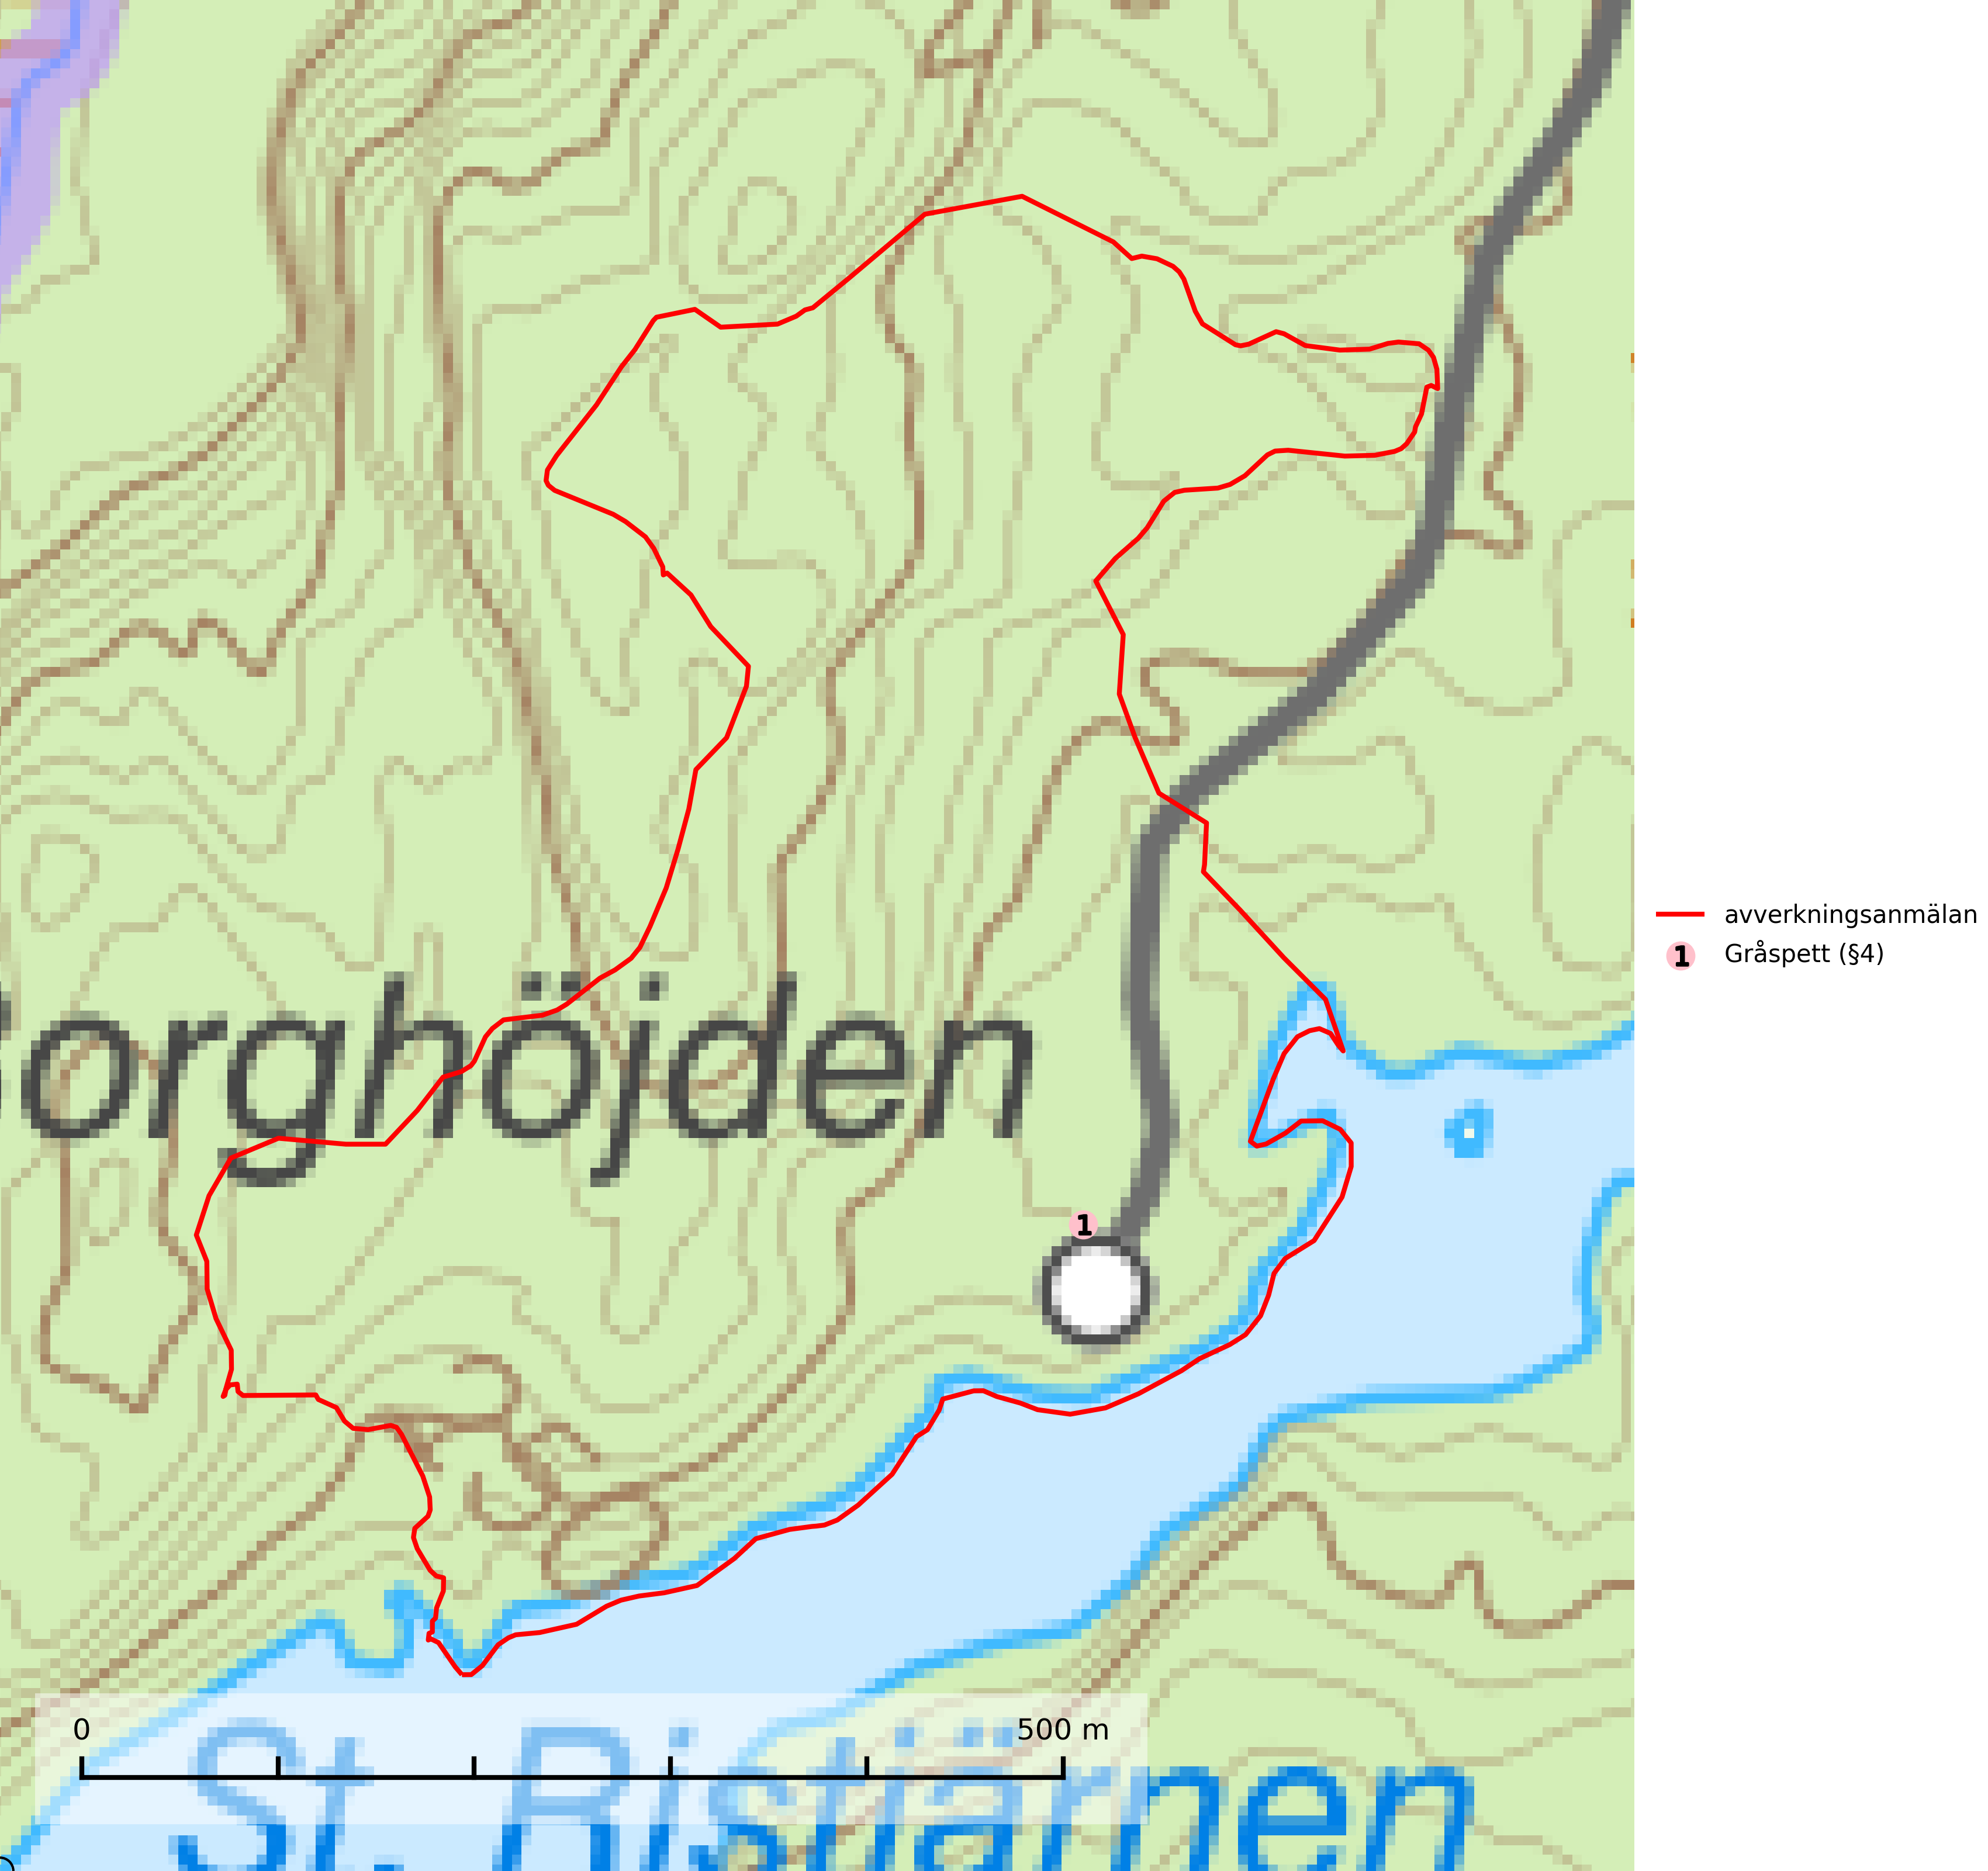 orghöjden
avverkningsanmälan
1 Gråspett (§4)
1
0 500 m
St. Ristjärnen